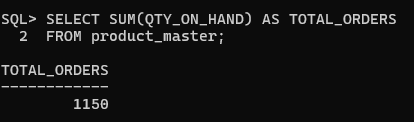 SQL> SELECT SUM(QTY_ON_HAND) AS TOTAL_ORDERS
  2  FROM product_master;
TOTAL_ORDERS
------------
        1150